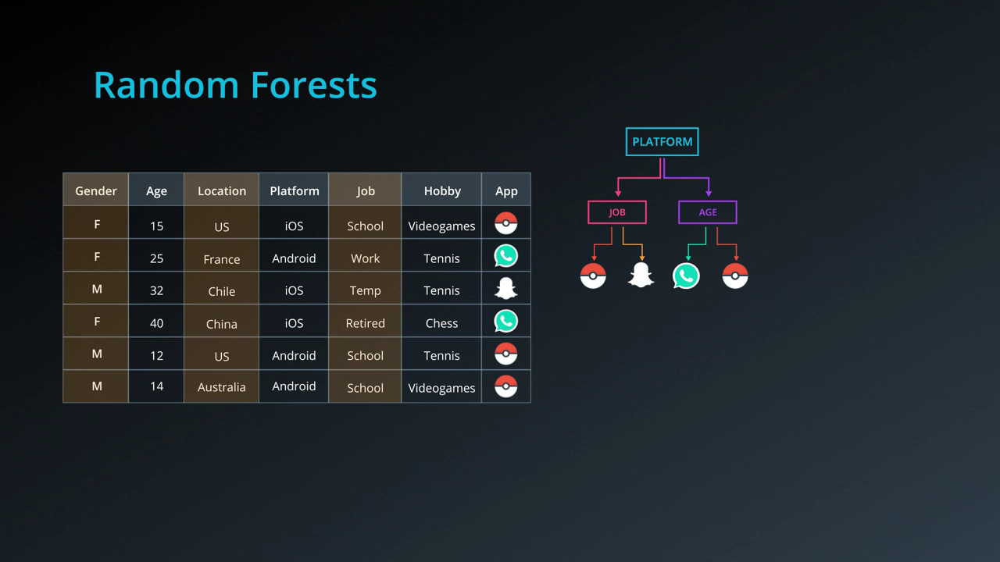 Random Forests
PLATFORM
JOB AGE
Gender Age Location Platform Job Hobby App
F 15 US iOS School Videogames
F 25 France Android Work Tennis
M 32 Chile iOS Temp Tennis
F 40 China iOS Retired Chess
M 12 US Android School Tennis
M 14 Australia Android School Videogames